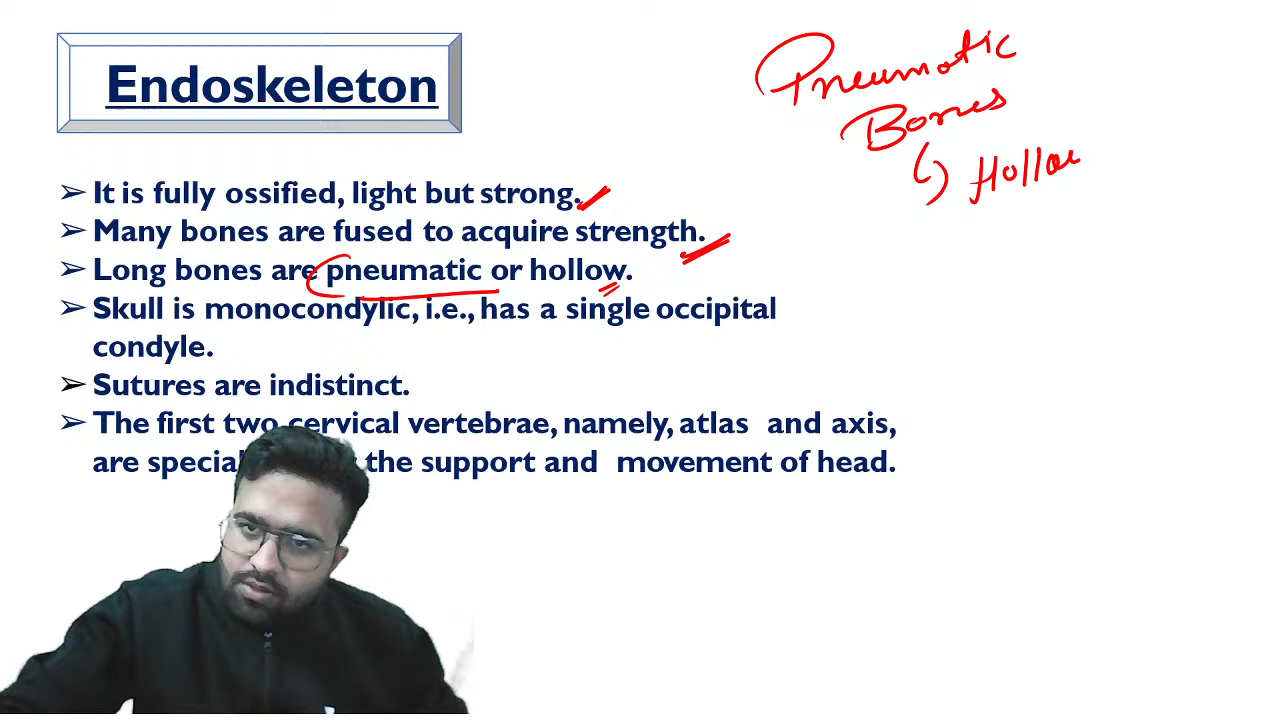 Endoskeleton
Pneumatic
Bones
↳ Hollow
➢ It is fully ossified, light but strong.
➢ Many bones are fused to acquire strength.
➢ Long bones are pneumatic or hollow.
➢ Skull is monocondylic, i.e., has a single occipital
condyle.
➢ Sutures are indistinct.
➢ The first two cervical vertebrae, namely, atlas and axis,
are the support and movement of head.